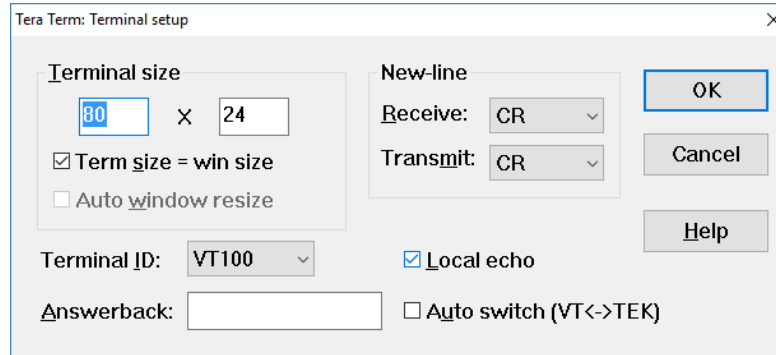 Tera Term: Terminal setup
Terminal size
80 X 24
Term size = win size
Auto window resize
New-line
Receive: CR
Transmit: CR
OK
Cancel
Help
Terminal ID: VT100
Local echo
Answerback:
Auto switch (VT<->TEK)